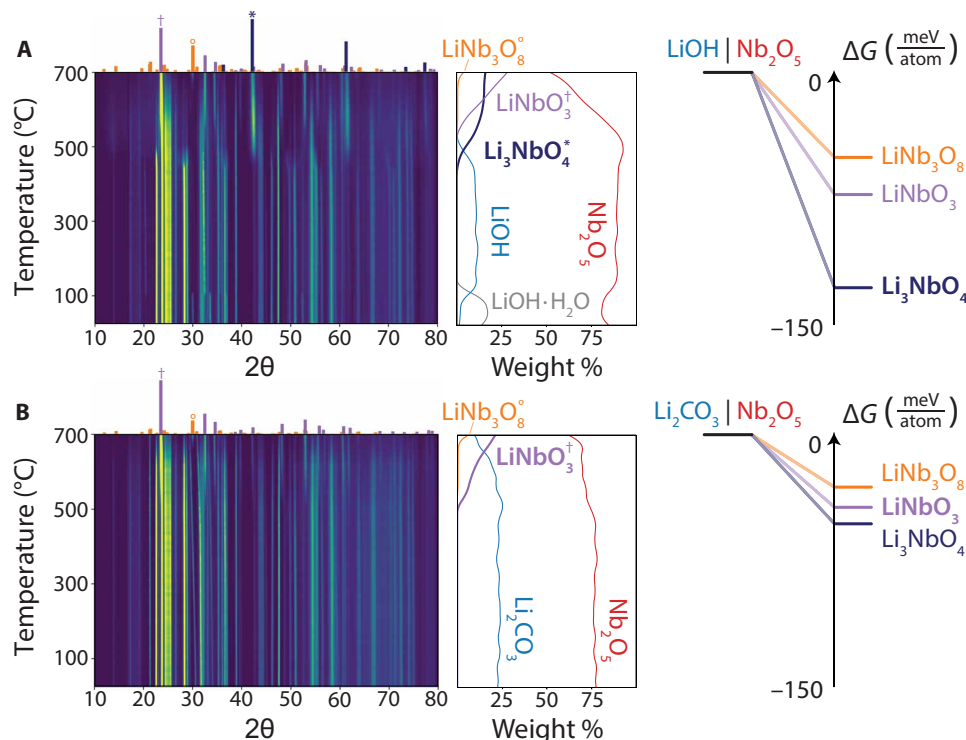 A
†
°
*
Temperature (°C)
700
500
300
100
10 20 30 40 50 60 70 80
2θ
LiNb₃O₈°
LiNbO₃†
Li₃NbO₄*
LiOH
Nb₂O₅
LiOH·H₂O
25 75
Weight %
LiOH | Nb₂O₅
ΔG (meV/atom)
0
LiNb₃O₈
LiNbO₃
Li₃NbO₄
−150
B
†
°
Temperature (°C)
700
500
300
100
10 20 30 40 50 60 70 80
2θ
LiNb₃O₈°
LiNbO₃†
Li₂CO₃
Nb₂O₅
25 75
Weight %
Li₂CO₃ | Nb₂O₅
ΔG (meV/atom)
0
LiNb₃O₈
LiNbO₃
Li₃NbO₄
−150